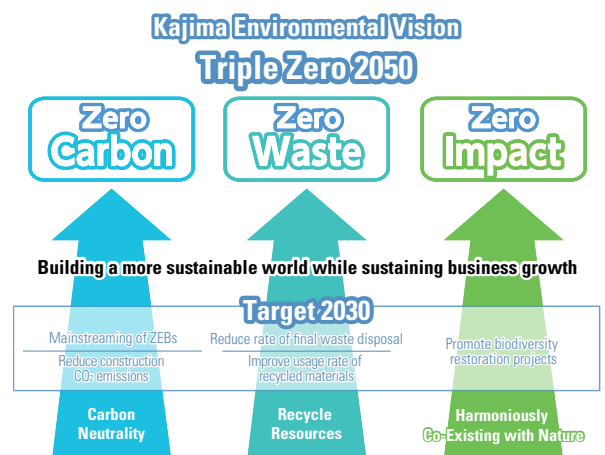 Kajima Environmental Vision
Triple Zero 2050
Zero
Carbon
Zero
Waste
Zero
Impact
Building a more sustainable world while sustaining business growth
Target 2030
Mainstreaming of ZEBs
Reduce construction
CO₂ emissions
Reduce rate of final waste disposal
Improve usage rate of
recycled materials
Promote biodiversity
restoration projects
Carbon
Neutrality
Recycle
Resources
Harmoniously
Co-Existing with Nature